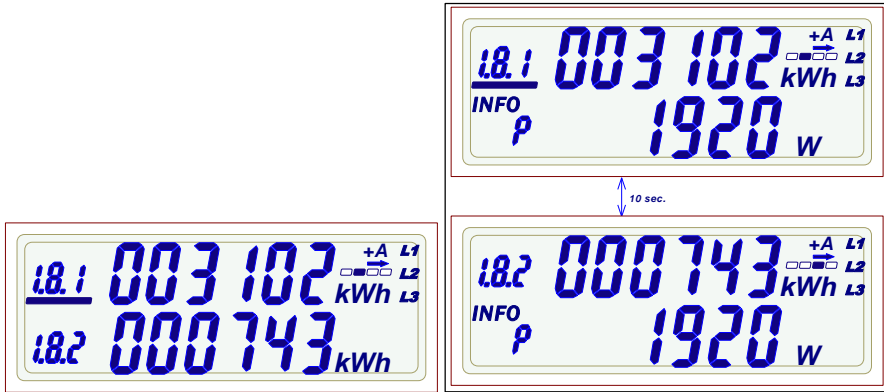 1.8.1 003102 kWh +A L1 L2 L3
1.8.2 000743 kWh
1.8.1 003102 kWh +A L1 L2 L3
INFO P 1920 W
10 sec.
1.8.2 000743 kWh +A L1 L2 L3
INFO P 1920 W